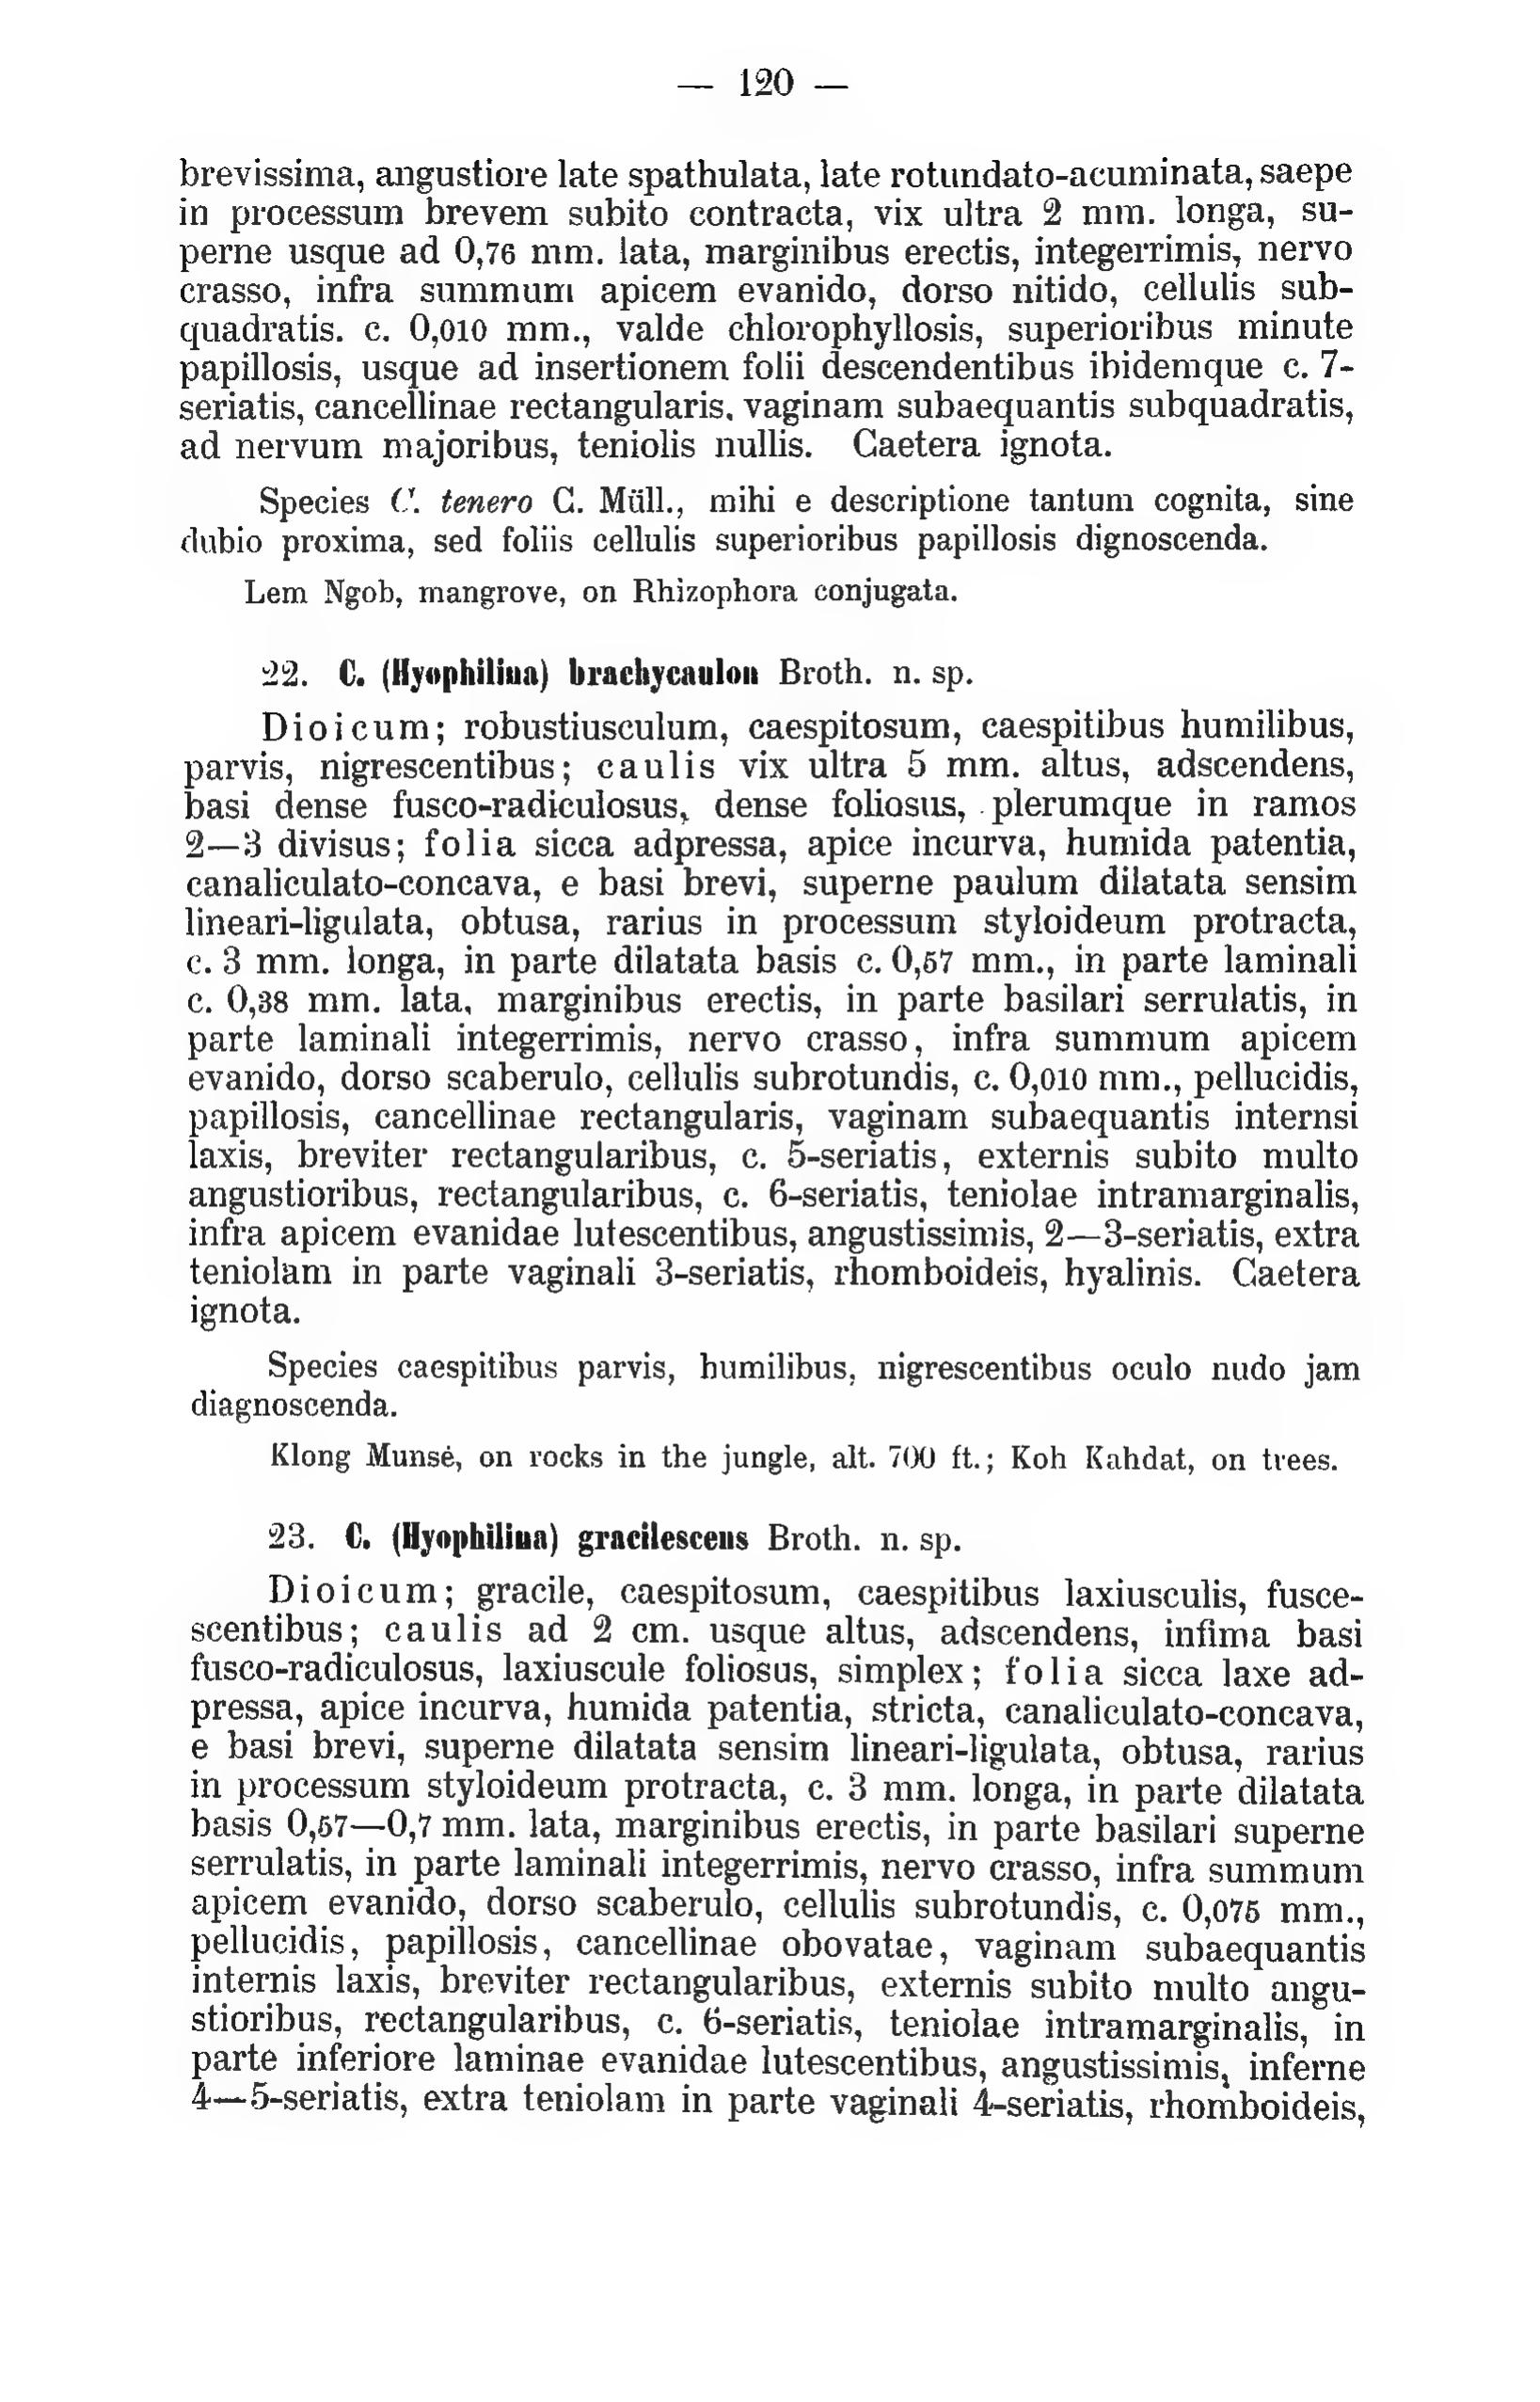 — 120 —
brevissima, angustiore late spathulata, late rotundato-acuminata, saepe
in processum brevem subito contracta, vix ultra 2 mm. longa, su-
perne usque ad 0,76 mm. lata, marginibus erectis, integerrimis, nervo
crasso, infra summum apicem evanido, dorso nitido, cellulis sub-
quadratis. c. 0,010 mm., valde chlorophyllosis, superioribus minute
papillosis, usque ad insertionem folii descendentibus ibidemque c. 7-
seriatis, cancellinae rectangularis, vaginam subaequantis subquadratis,
ad nervum majoribus, teniolis nullis. Caetera ignota.
Species C. tenero C. Müll., mihi e descriptione tantum cognita, sine
dubio proxima, sed foliis cellulis superioribus papillosis dignoscenda.
Lem Ngob, mangrove, on Rhizophora conjugata.
22. C. (Hyophilina) brachycaulon Broth. n. sp.
Dioicum; robustiusculum, caespitosum, caespitibus humilibus,
parvis, nigrescentibus; caulis vix ultra 5 mm. altus, adscendens,
basi dense fusco-radiculosus, dense foliosus, plerumque in ramos
2—3 divisus; folia sicca adpressa, apice incurva, humida patentia,
canaliculato-concava, e basi brevi, superne paulum dilatata sensim
lineari-ligulata, obtusa, rarius in processum styloideum protracta,
c. 3 mm. longa, in parte dilatata basis c. 0,57 mm., in parte laminali
c. 0,38 mm. lata, marginibus erectis, in parte basilari serrulatis, in
parte laminali integerrimis, nervo crasso, infra summum apicem
evanido, dorso scaberulo, cellulis subrotundis, c. 0,010 mm., pellucidis,
papillosis, cancellinae rectangularis, vaginam subaequantis internsi
laxis, breviter rectangularibus, c. 5-seriatis, externis subito multo
angustioribus, rectangularibus, c. 6-seriatis, teniolae intramarginalis,
infra apicem evanidae lutescentibus, angustissimis, 2—3-seriatis, extra
teniolam in parte vaginali 3-seriatis, rhomboideis, hyalinis. Caetera
ignota.
Species caespitibus parvis, humilibus, nigrescentibus oculo nudo jam
diagnoscenda.
Klong Munsé, on rocks in the jungle, alt. 700 ft.; Koh Kahdat, on trees.
23. C. (Hyophilina) gracilescens Broth. n. sp.
Dioicum; gracile, caespitosum, caespitibus laxiusculis, fusce-
scentibus; caulis ad 2 cm. usque altus, adscendens, infima basi
fusco-radiculosus, laxiuscule foliosus, simplex; folia sicca laxe ad-
pressa, apice incurva, humida patentia, stricta, canaliculato-concava,
e basi brevi, superne dilatata sensim lineari-ligulata, obtusa, rarius
in processum styloideum protracta, c. 3 mm. longa, in parte dilatata
basis 0,57—0,7 mm. lata, marginibus erectis, in parte basilari superne
serrulatis, in parte laminali integerrimis, nervo crasso, infra summum
apicem evanido, dorso scaberulo, cellulis subrotundis, c. 0,075 mm.,
pellucidis, papillosis, cancellinae obovatae, vaginam subaequantis
internis laxis, breviter rectangularibus, externis subito multo angu-
stioribus, rectangularibus, c. 6-seriatis, teniolae intramarginalis, in
parte inferiore laminae evanidae lutescentibus, angustissimis, inferne
4—5-seriatis, extra teniolam in parte vaginali 4-seriatis, rhomboideis,